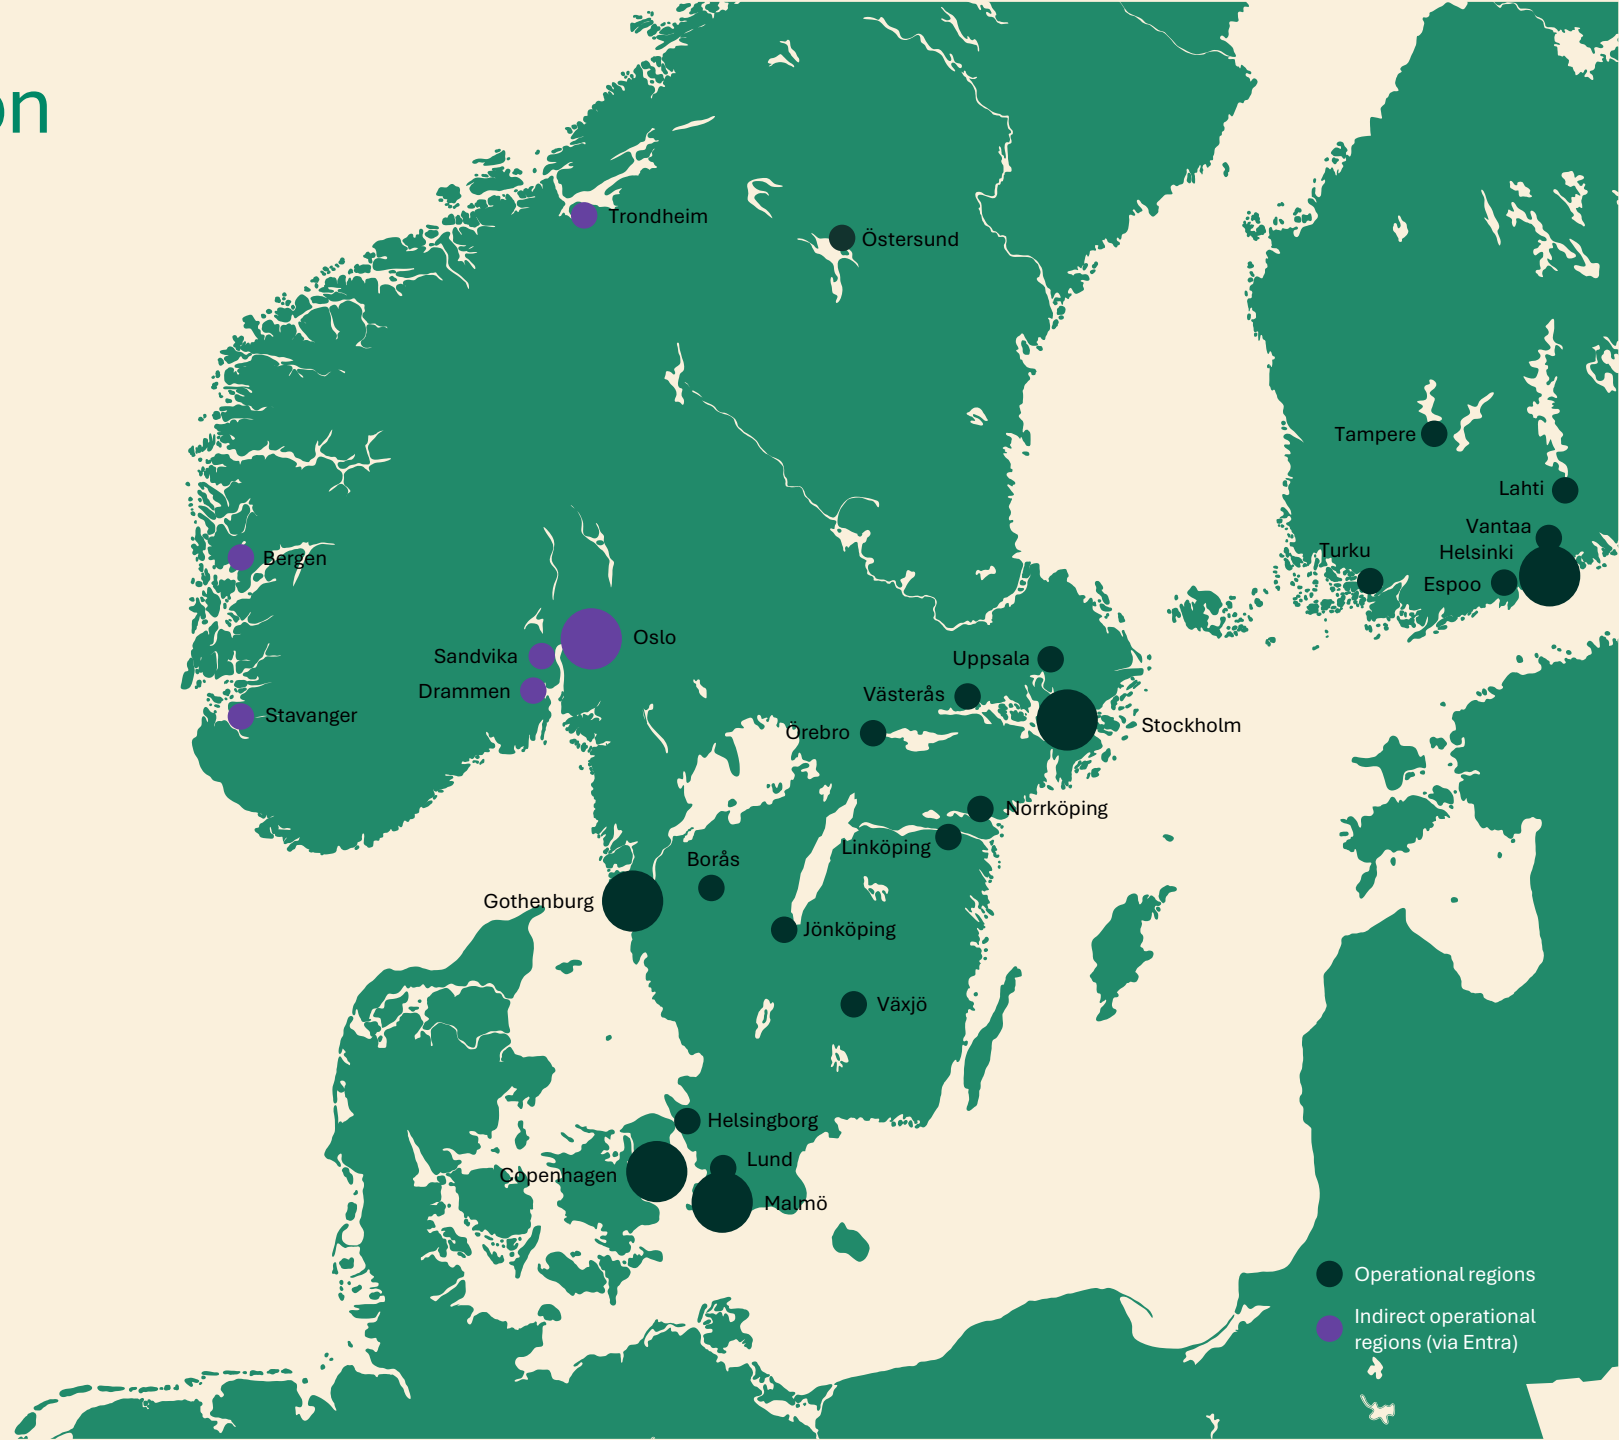 on
Trondheim
Östersund
Tampere
Lahti
Vantaa
Turku
Helsinki
Bergen
Espoo
Oslo
Sandvika
Uppsala
Drammen
Västerås
Stavanger
Stockholm
Örebro
Norrköping
Linköping
Borås
Gothenburg
Jönköping
Växjö
Helsingborg
Lund
Copenhagen
Malmö
Operational regions
Indirect operational
regions (via Entra)